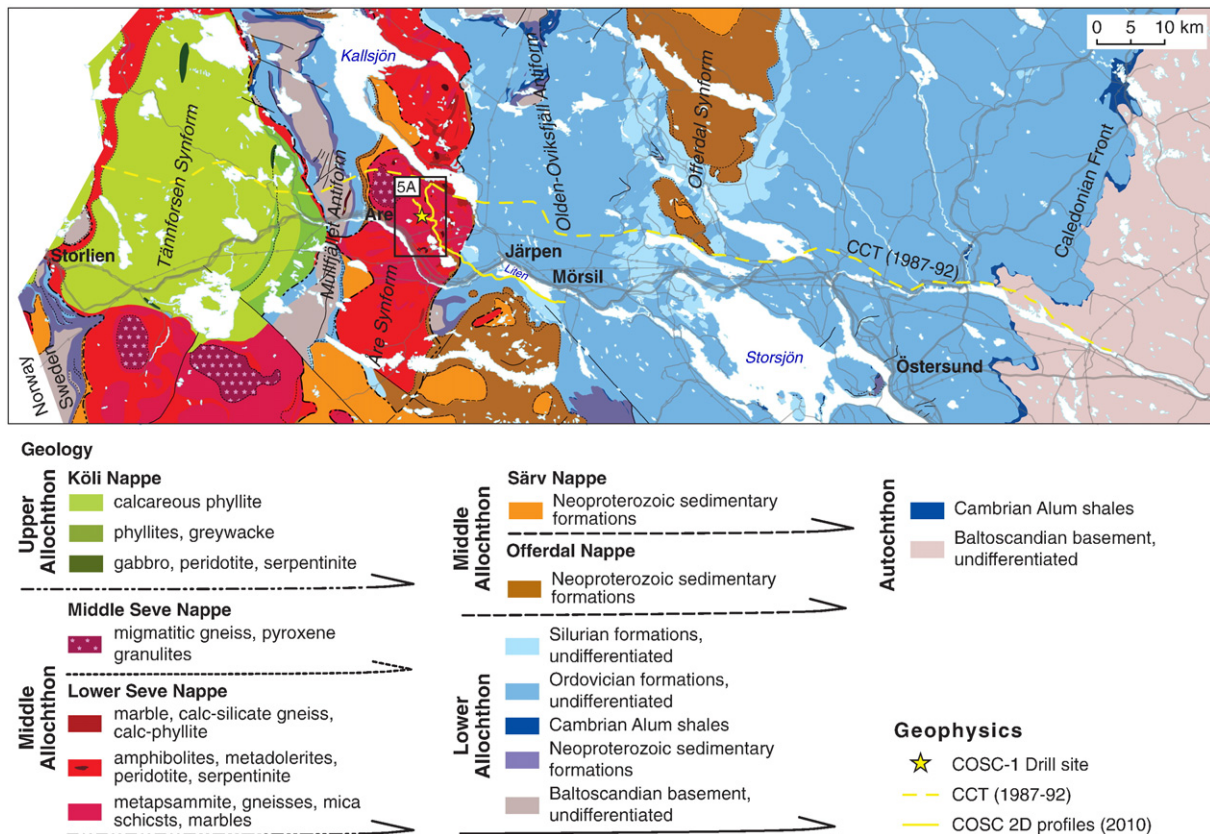 0 5 10 km
Kallsjön
Tännforsen Synform
Mullfjället Antiform
Olden-Oviksfjäll Antiform
Offerdal Synform
Caledonian Front
5A
Åre
Storlien
Järpen
Liten
Mörsil
CCT (1987-92)
Åre Synform
Storsjön
Östersund
Norway
Sweden
Geology
Upper
Allochthon
Köli Nappe
calcareous phyllite
phyllites, greywacke
gabbro, peridotite, serpentinite
Middle
Allochthon
Middle Seve Nappe
migmatitic gneiss, pyroxene
granulites
Lower Seve Nappe
marble, calc-silicate gneiss,
calc-phyllite
amphibolites, metadolerites,
peridotite, serpentinite
metapsammite, gneisses, mica
schicsts, marbles
Middle
Allochthon
Särv Nappe
Neoproterozoic sedimentary
formations
Offerdal Nappe
Neoproterozoic sedimentary
formations
Lower
Allochthon
Silurian formations,
undifferentiated
Ordovician formations,
undifferentiated
Cambrian Alum shales
Neoproterozoic sedimentary
formations
Baltoscandian basement,
undifferentiated
Autochthon
Cambrian Alum shales
Baltoscandian basement,
undifferentiated
Geophysics
COSC-1 Drill site
CCT (1987-92)
COSC 2D profiles (2010)